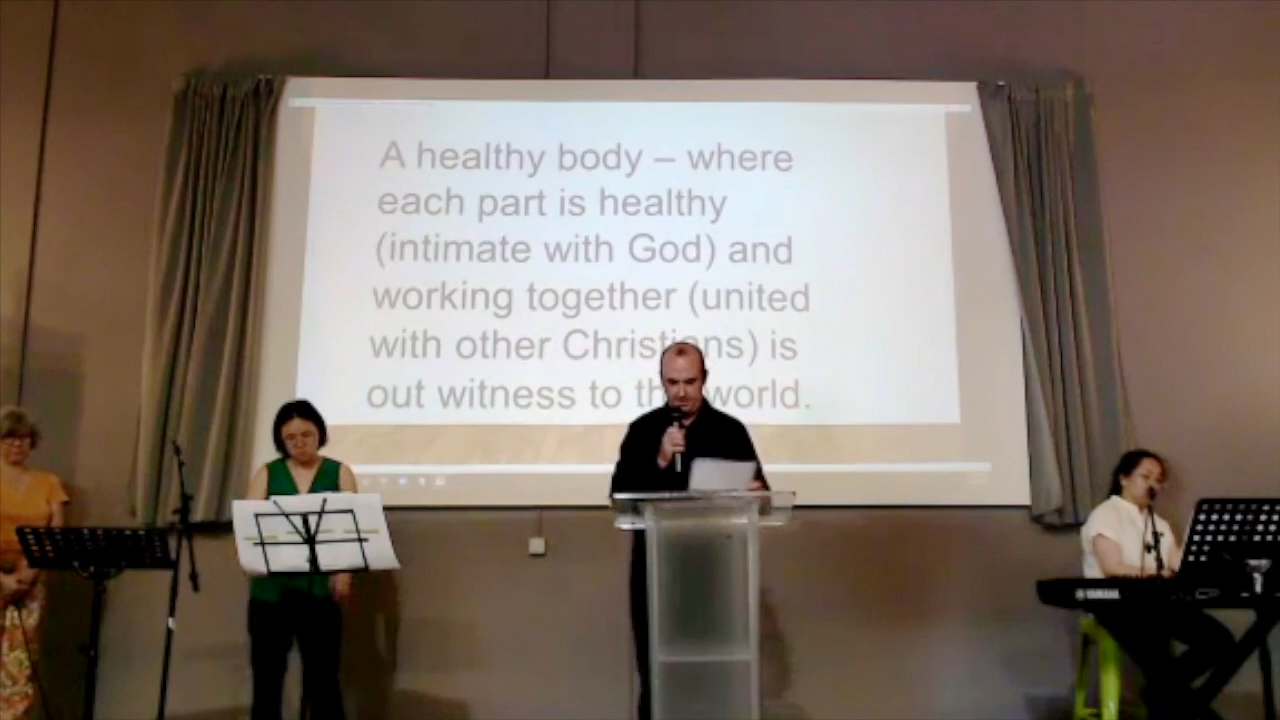 A healthy body – where
each part is healthy
(intimate with God) and
working together (united
with other Christians) is
out witness to the world.
YAMAHA